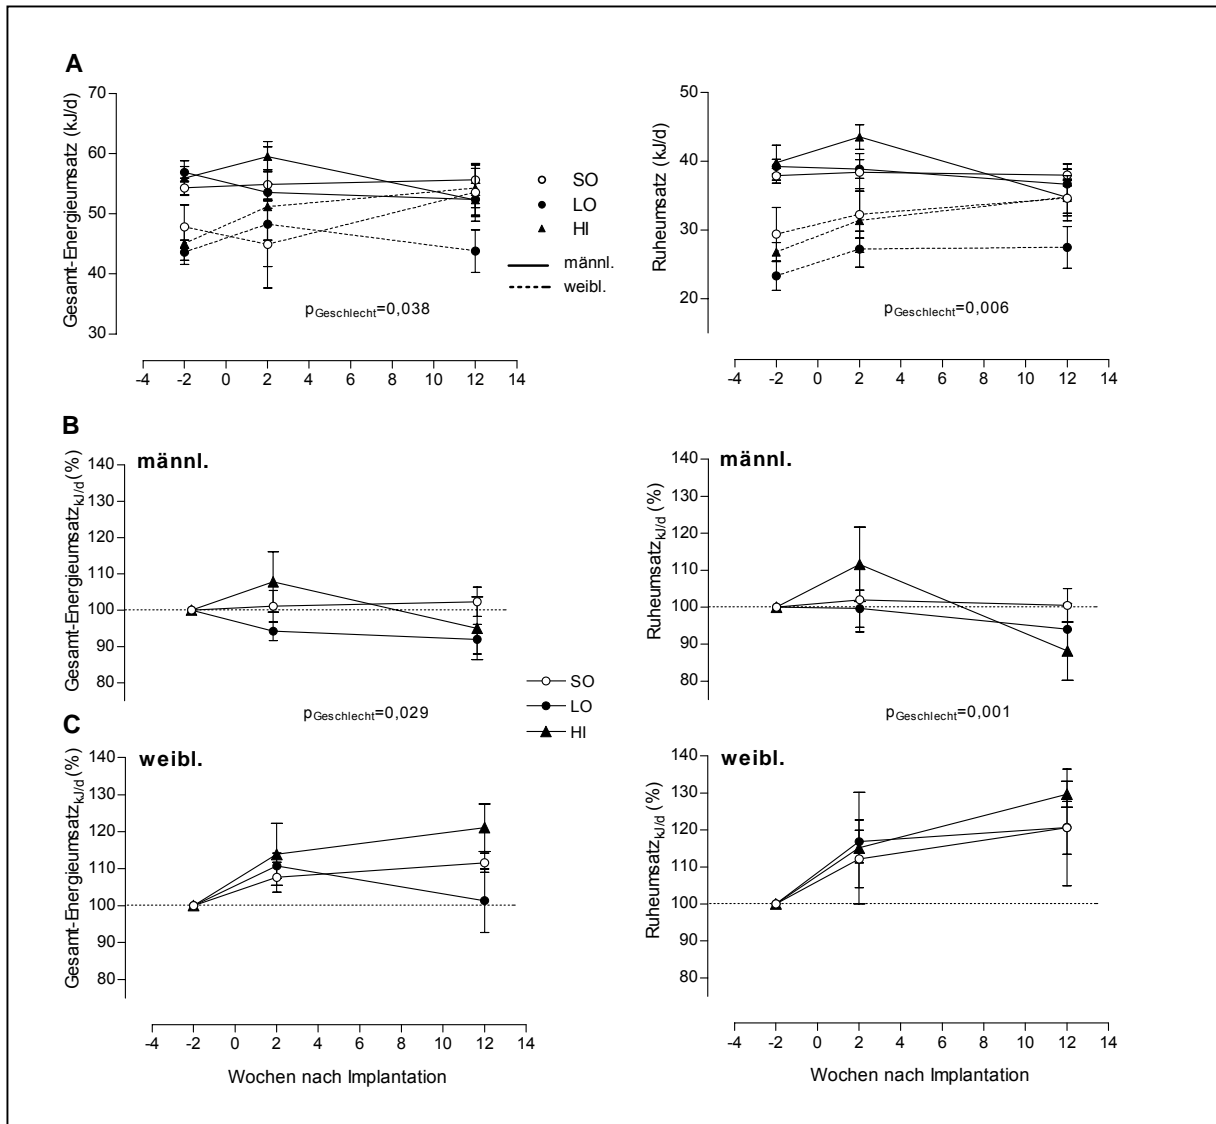 A
Gesamt-Energieumsatz (kJ/d)
70
60
50
40
30
SO
LO
HI
männl.
weibl.
pGeschlecht=0,038
-4 -2 0 2 4 6 8 10 12 14
Ruheumsatz (kJ/d)
50
40
30
20
pGeschlecht=0,006
-4 -2 0 2 4 6 8 10 12 14
B
männl.
Gesamt-EnergieumsatzkJ/d (%)
140
130
120
110
100
90
80
pGeschlecht=0,029
männl.
RuheumsatzkJ/d (%)
140
130
120
110
100
90
80
pGeschlecht=0,001
SO
LO
HI
C
weibl.
Gesamt-EnergieumsatzkJ/d (%)
140
130
120
110
100
90
80
-4 -2 0 2 4 6 8 10 12 14
Wochen nach Implantation
weibl.
RuheumsatzkJ/d (%)
140
130
120
110
100
90
80
-4 -2 0 2 4 6 8 10 12 14
Wochen nach Implantation